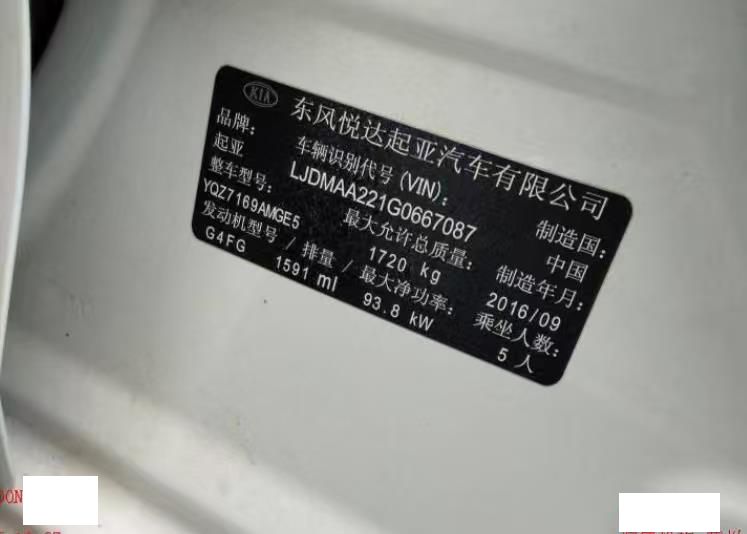 KIA 东风悦达起亚汽车有限公司
品牌: 车辆识别代号(VIN): 制造国:
起亚 LJDMAA221G0667087 中国
整车型号: 最大允许总质量: 制造年月:
YQZ7169AMGE5 1720 kg 2016/09
发动机型号 / 排量 / 最大净功率: 乘坐人数:
G4FG 1591 ml 93.8 kW 5 人